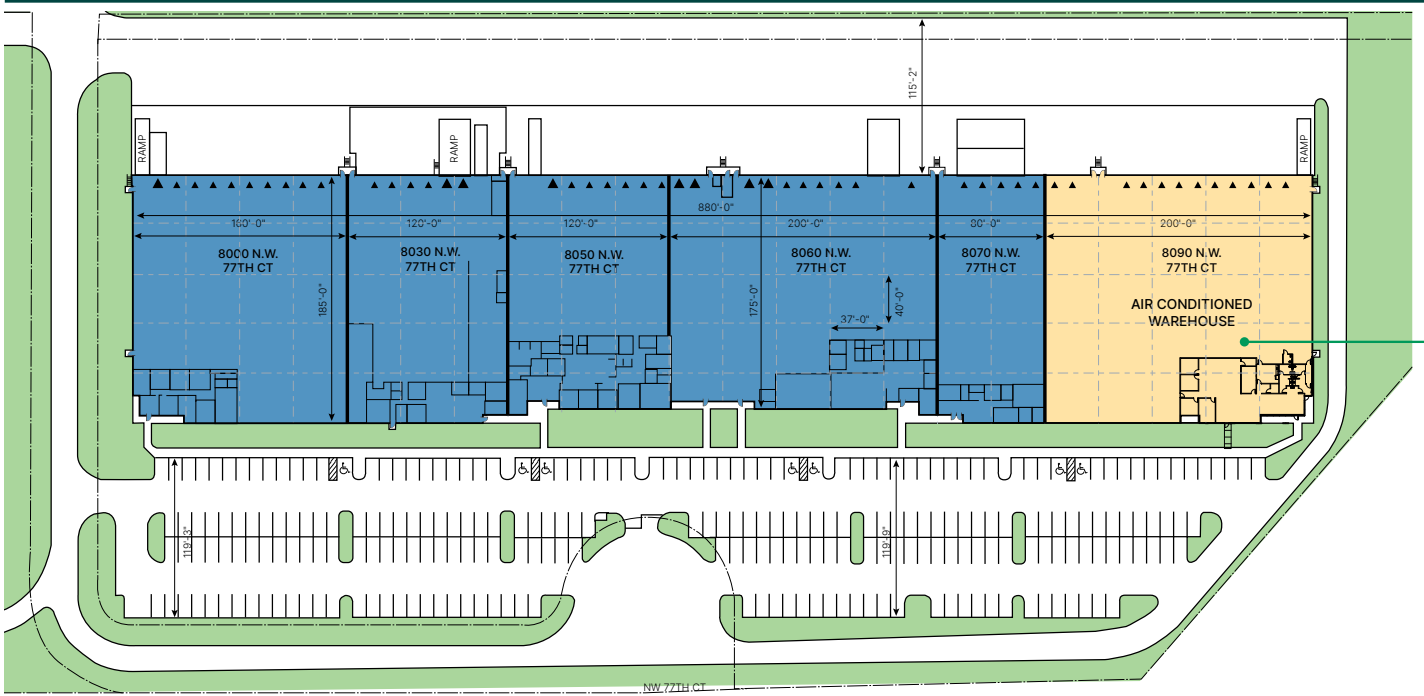 115'-2"
RAMP
RAMP
RAMP
880'-0"
160'-0"
120'-0"
120'-0"
200'-0"
80'-0"
200'-0"
8000 N.W.
77TH CT
8030 N.W.
77TH CT
8050 N.W.
77TH CT
8060 N.W.
77TH CT
8070 N.W.
77TH CT
8090 N.W.
77TH CT
185'-0"
175'-0"
40'-0"
37'-0"
AIR CONDITIONED
WAREHOUSE
119'-3"
119'-9"
NW 77TH CT